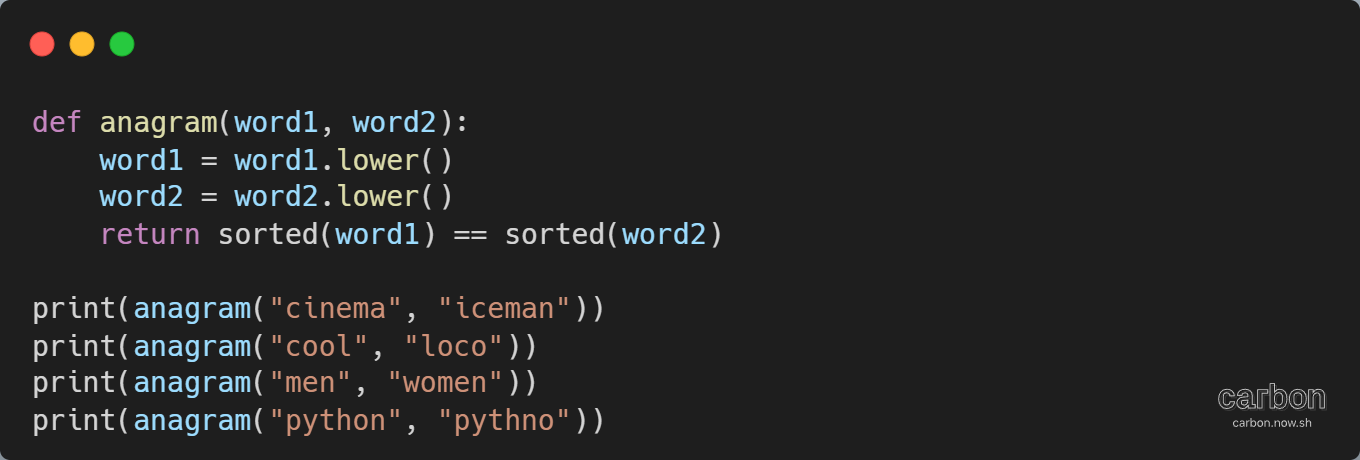 def anagram(word1, word2):
    word1 = word1.lower()
    word2 = word2.lower()
    return sorted(word1) == sorted(word2)

print(anagram("cinema", "iceman"))
print(anagram("cool", "loco"))
print(anagram("men", "women"))
print(anagram("python", "pythno"))
carbon
carbon.now.sh